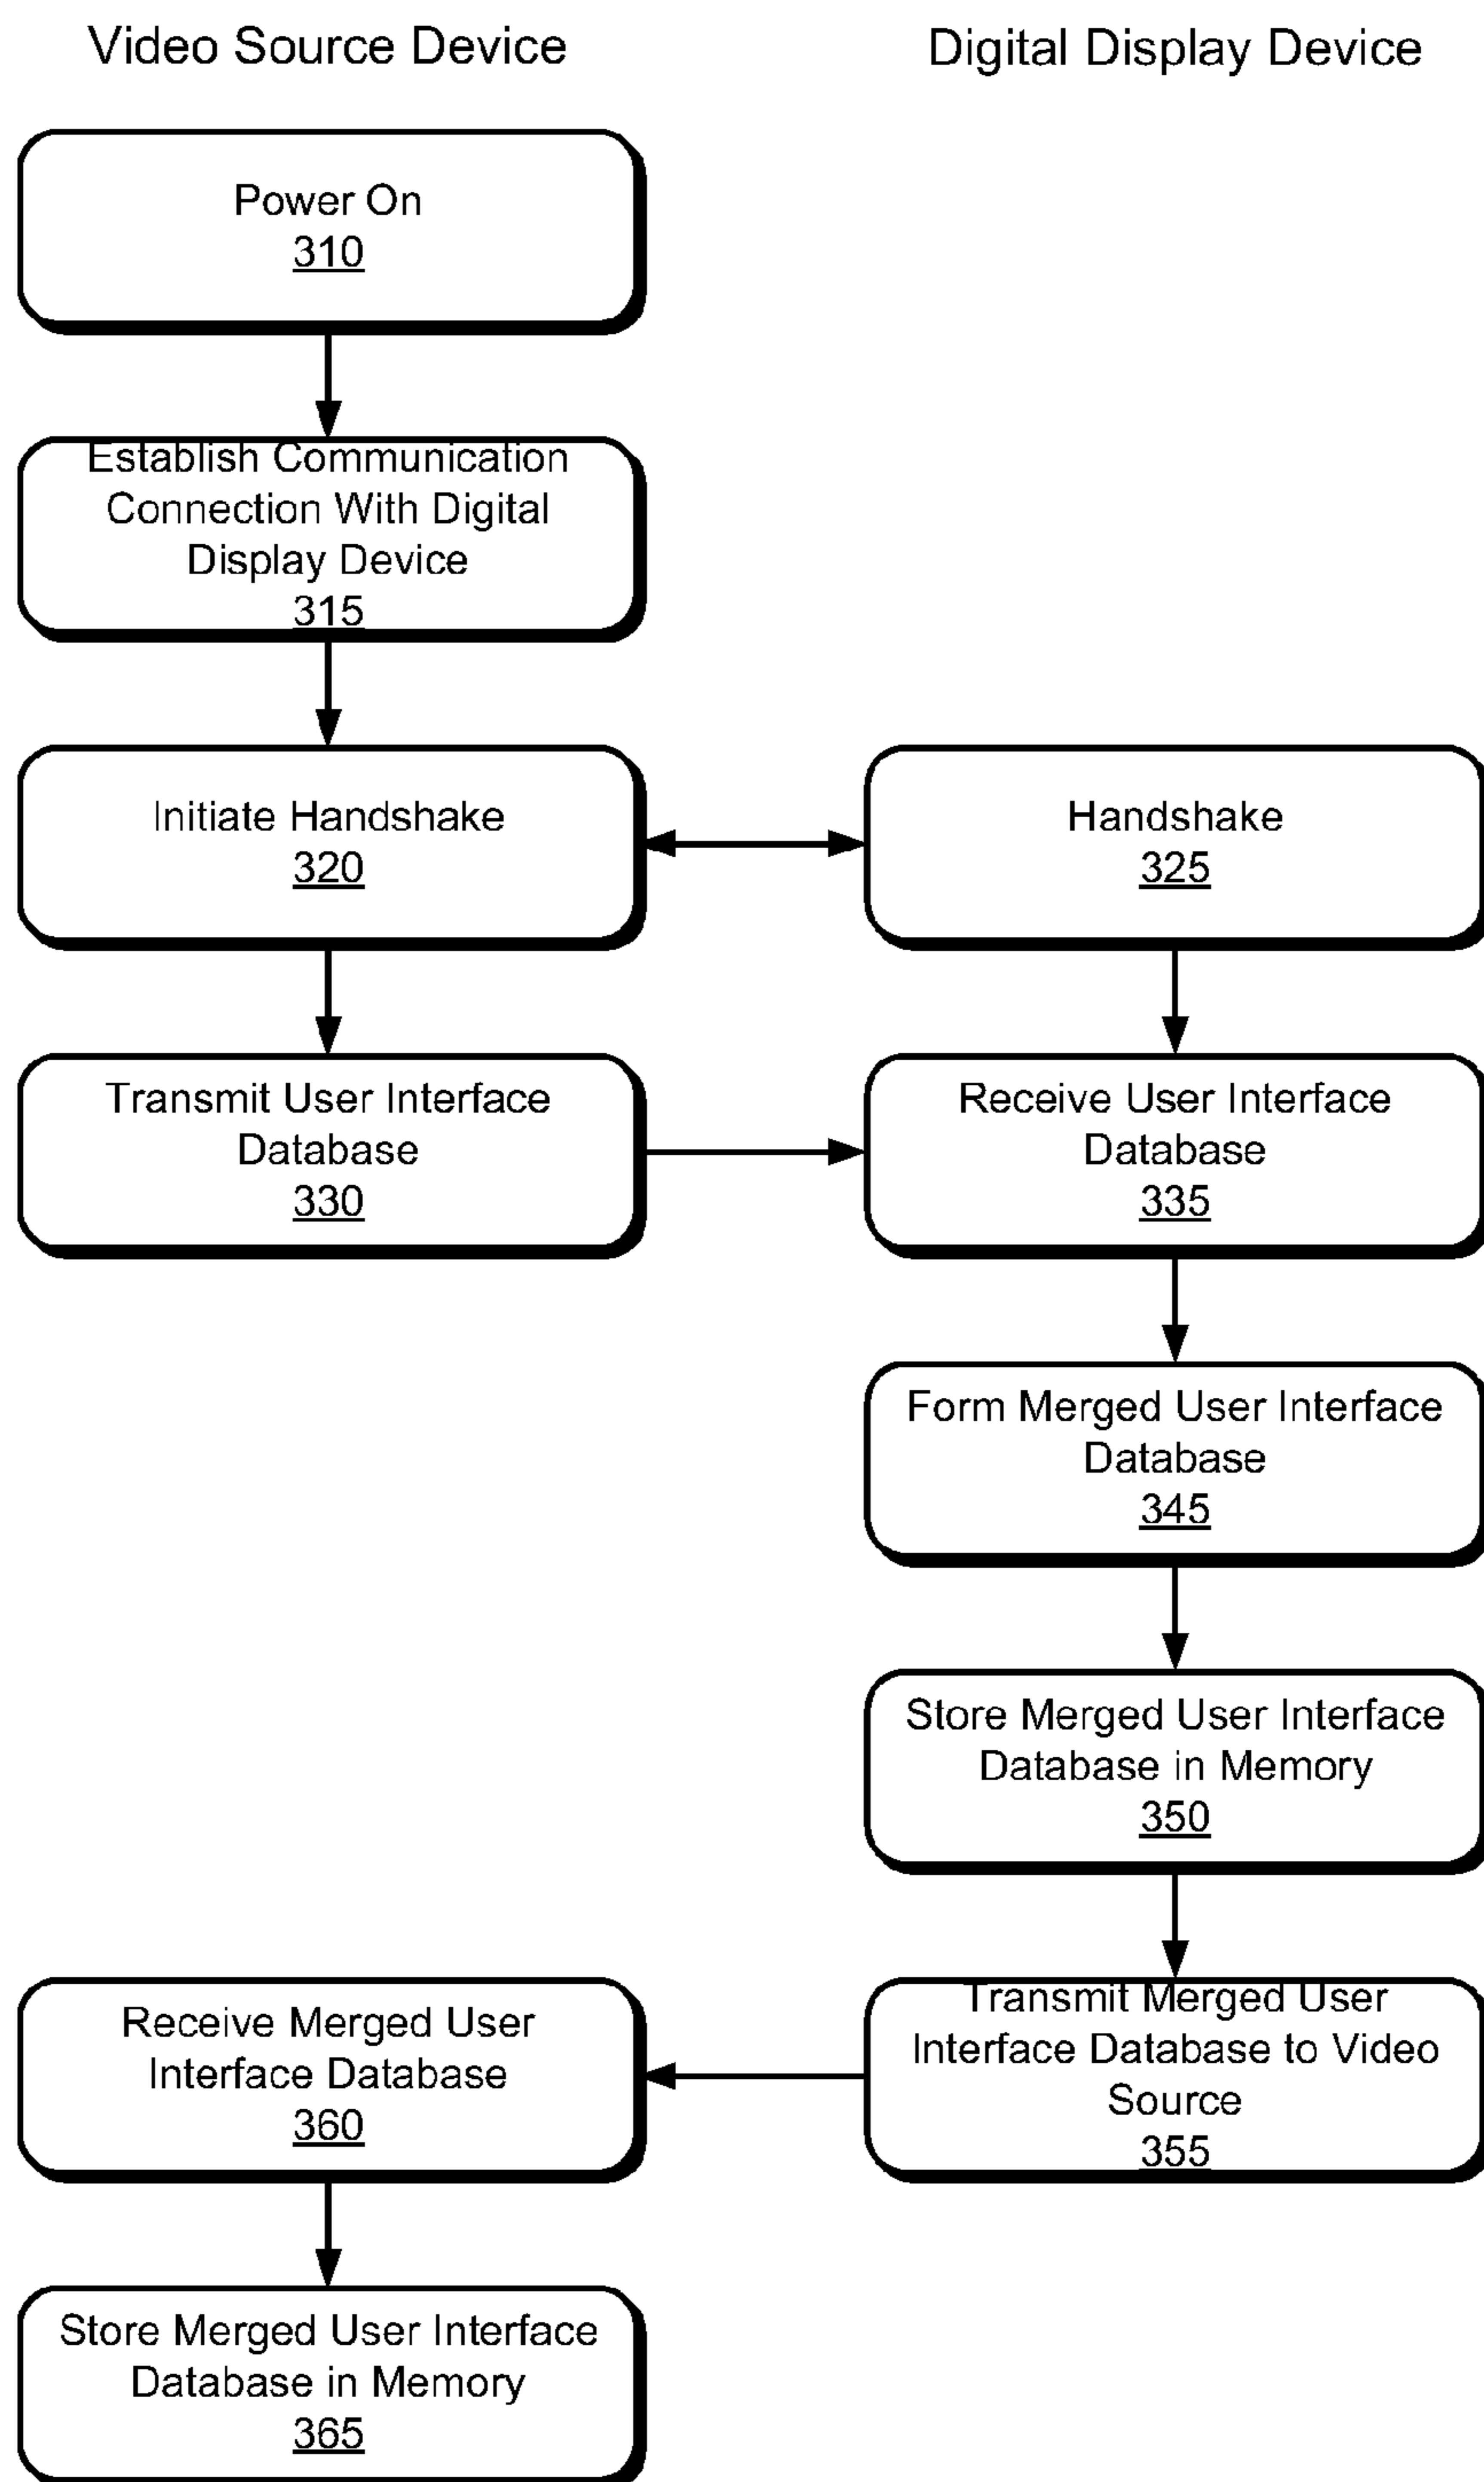 Video Source Device
Digital Display Device
Power On
310
Establish Communication
Connection With Digital
Display Device
315
Initiate Handshake
320
Handshake
325
Transmit User Interface
Database
330
Receive User Interface
Database
335
Form Merged User Interface
Database
345
Store Merged User Interface
Database in Memory
350
Transmit Merged User
Interface Database to Video
Source
355
Receive Merged User
Interface Database
360
Store Merged User Interface
Database in Memory
365